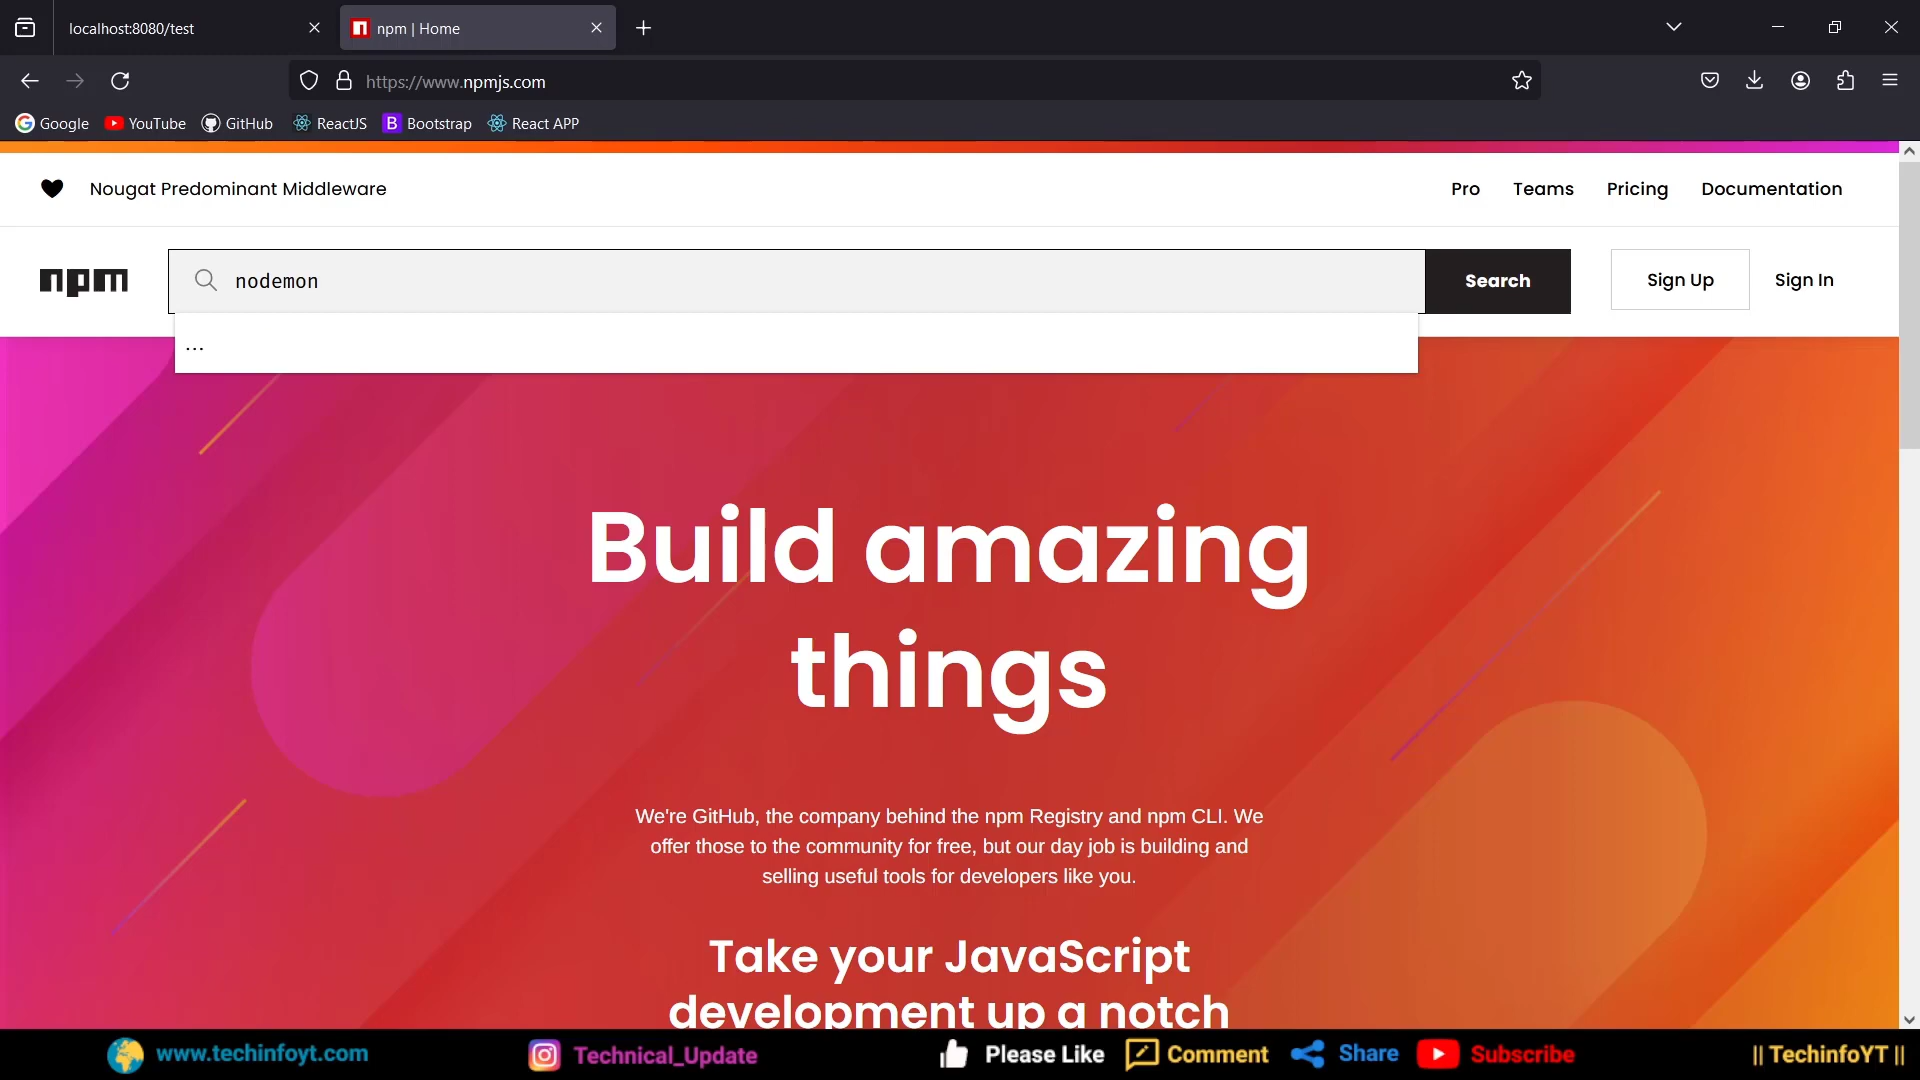 localhost:8080/test
npm | Home
https://www.npmjs.com
Google YouTube GitHub ReactJS Bootstrap React APP
Nougat Predominant Middleware
Pro Teams Pricing Documentation
npm
nodemon
Search
Sign Up
Sign In
...
Build amazing
things
We're GitHub, the company behind the npm Registry and npm CLI. We
offer those to the community for free, but our day job is building and
selling useful tools for developers like you.
Take your JavaScript
development up a notch
www.techinfoyt.com Technical_Update Please Like Comment Share Subscribe || TechinfoYT ||